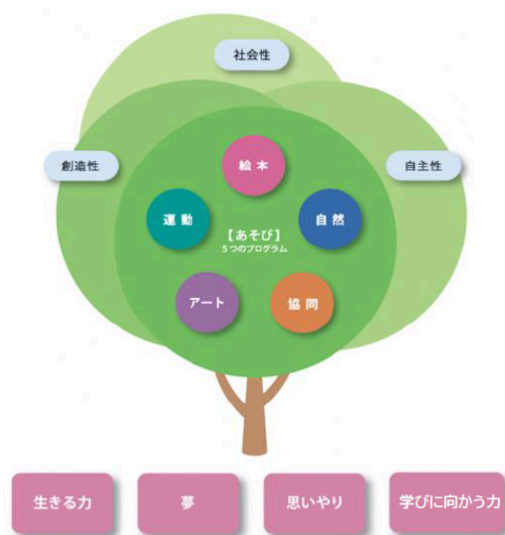 社会性
創造性
自主性
絵本
運動
自然
【あそび】
5つのプログラム
アート
協同
生きる力
夢
思いやり
学びに向かう力